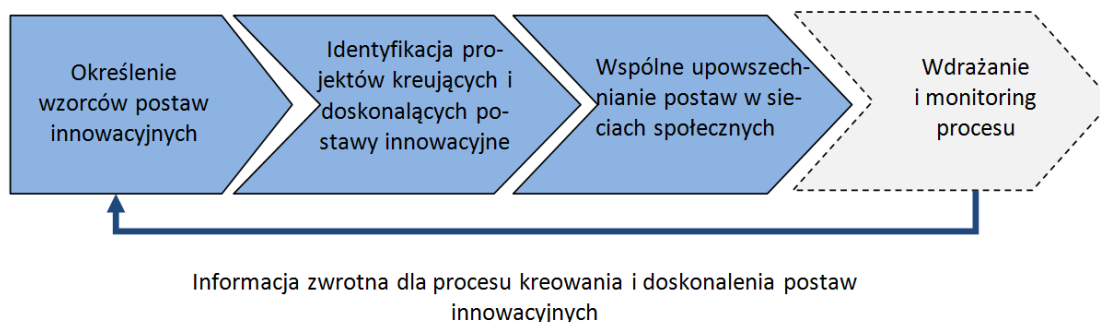 Określenie
wzorców postaw
innowacyjnych
Identyfikacja pro-
jektów kreujących i
doskonalących po-
stawy innowacyjne
Wspólne upowszech-
nianie postaw w sie-
ciach społecznych
Wdrażanie
i monitoring
procesu
Informacja zwrotna dla procesu kreowania i doskonalenia postaw
innowacyjnych